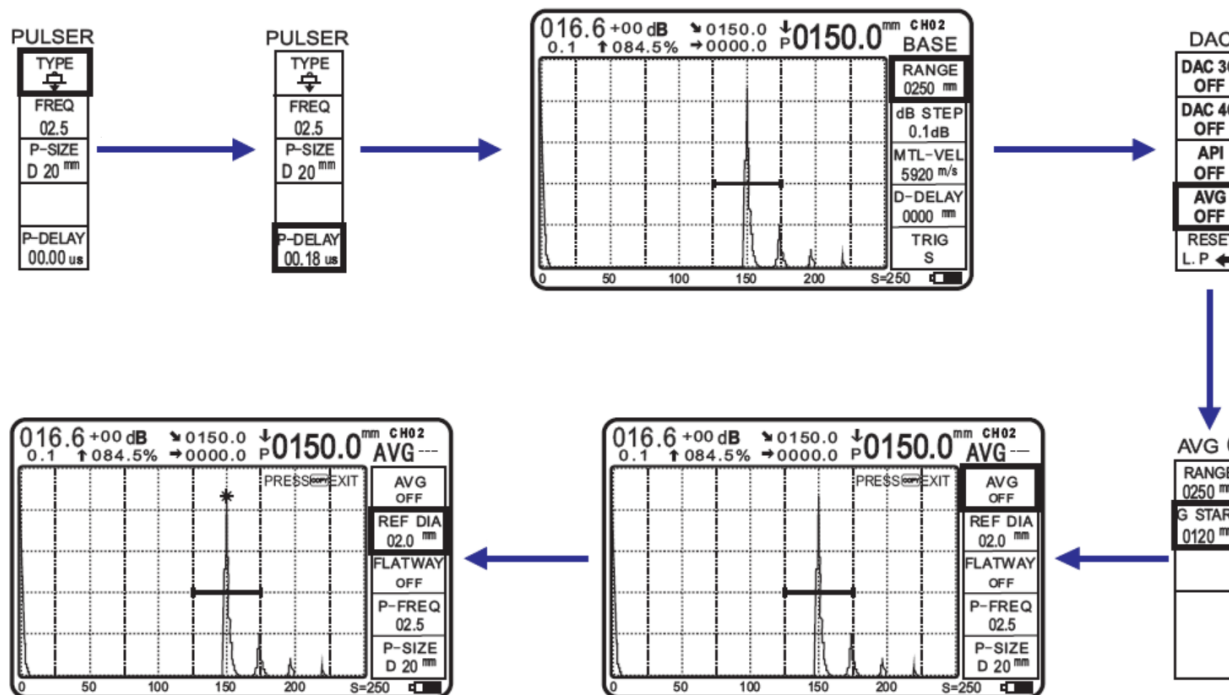 PULSER
TYPE
FREQ
02.5
P-SIZE
D 20 mm
P-DELAY
00.00 us
PULSER
TYPE
FREQ
02.5
P-SIZE
D 20 mm
P-DELAY
00.18 us
016.6 +00 dB ↘ 0150.0 ↓ 0150.0 mm CH02
0.1 ↑ 084.5% → 0000.0 P BASE
RANGE
0250 mm
dB STEP
0.1dB
MTL-VEL
5920 m/s
D-DELAY
0000 mm
TRIG
S
0 50 100 150 200 S=250
DAC
DAC 3
OFF
DAC 4
OFF
API
OFF
AVG
OFF
RESET
L. P ←
AVG
RANGE
0250 m
G STAR
0120 m
016.6 +00 dB ↘ 0150.0 ↓ 0150.0 mm CH02
0.1 ↑ 084.5% → 0000.0 P AVG ---
PRESS COPY EXIT
AVG
OFF
REF DIA
02.0 mm
FLATWAY
OFF
P-FREQ
02.5
P-SIZE
D 20 mm
0 50 100 150 200 S=250
016.6 +00 dB ↘ 0150.0 ↓ 0150.0 mm CH02
0.1 ↑ 084.5% → 0000.0 P AVG ---
PRESS COPY EXIT
AVG
OFF
REF DIA
02.0 mm
FLATWAY
OFF
P-FREQ
02.5
P-SIZE
D 20 mm
0 50 100 150 200 S=250